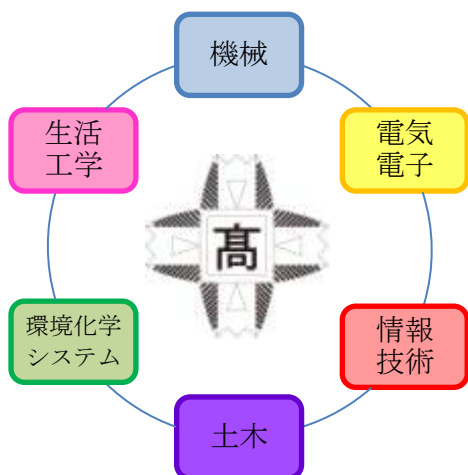 機械
電気
電子
情報
技術
土木
環境化学
システム
生活
工学
髙